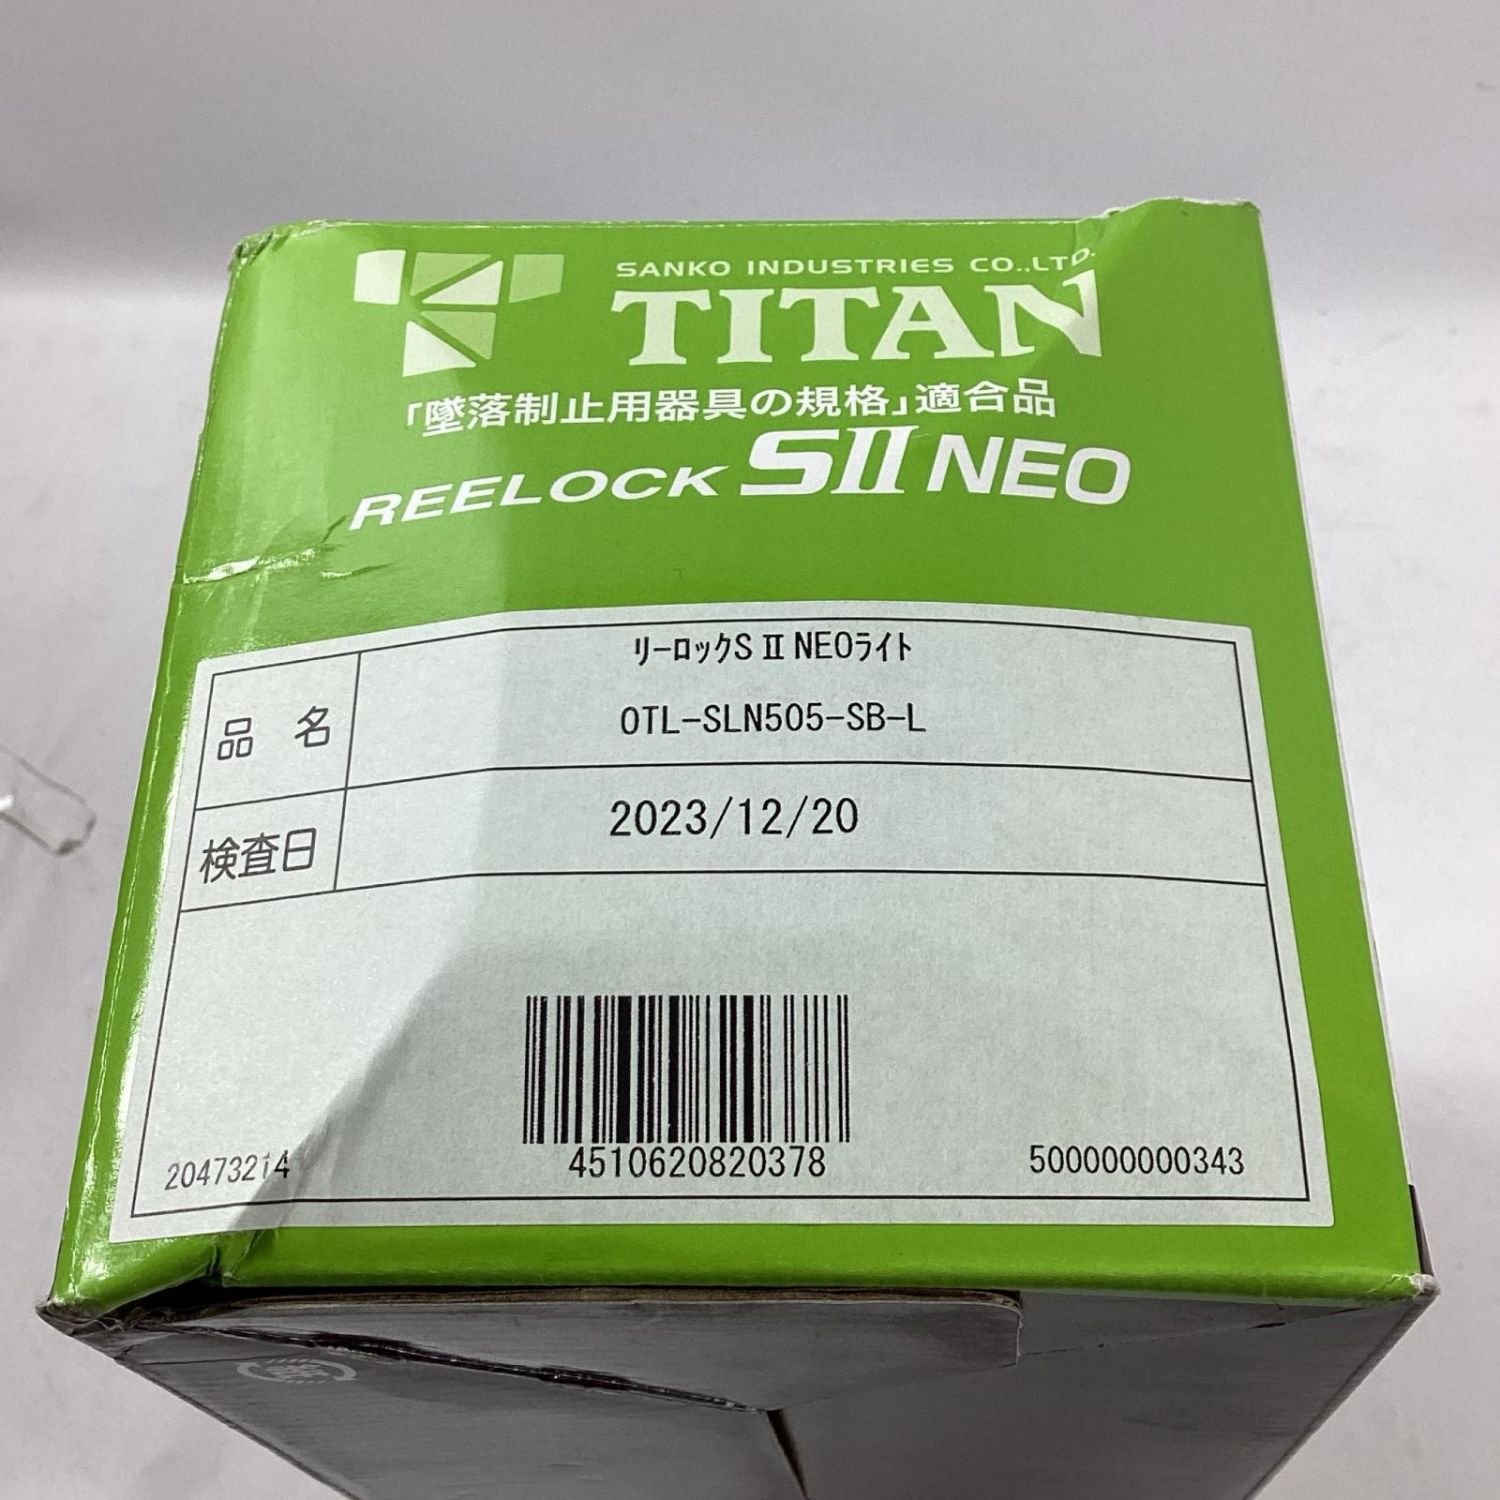 SANKO INDUSTRIES CO.,LTD.
TITAN
「墜落制止用器具の規格」適合品
REELOCK SII NEO
リーロックSⅡNEOライト
品 名
OTL-SLN505-SB-L
検査日
2023/12/20
20473214
4510620820378
500000000343